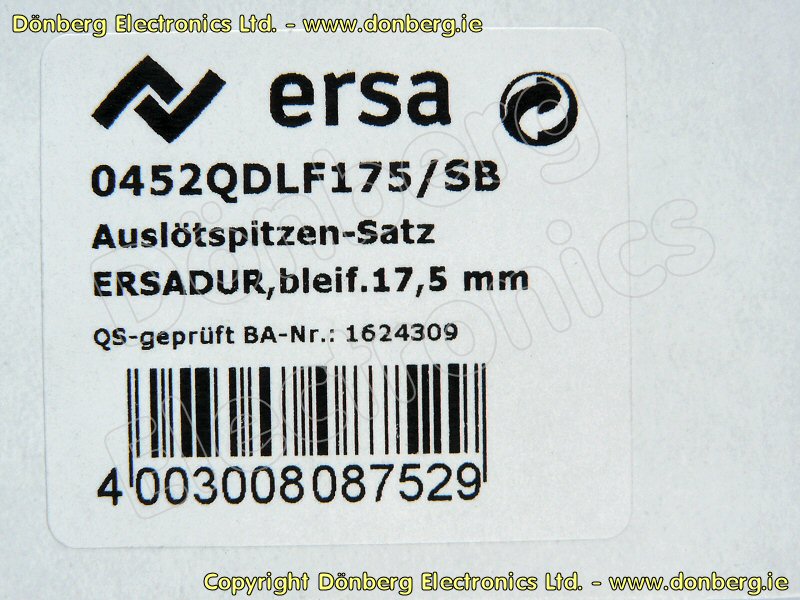 Dönberg Electronics Ltd. - www.donberg.ie
ersa
0452QDLF175/SB
Auslötspitzen-Satz
ERSADUR,bleif.17,5 mm
QS-geprüft BA-Nr.: 1624309
4 003008 087529
Dönberg
Electronics
Copyright Dönberg Electronics Ltd. - www.donberg.ie